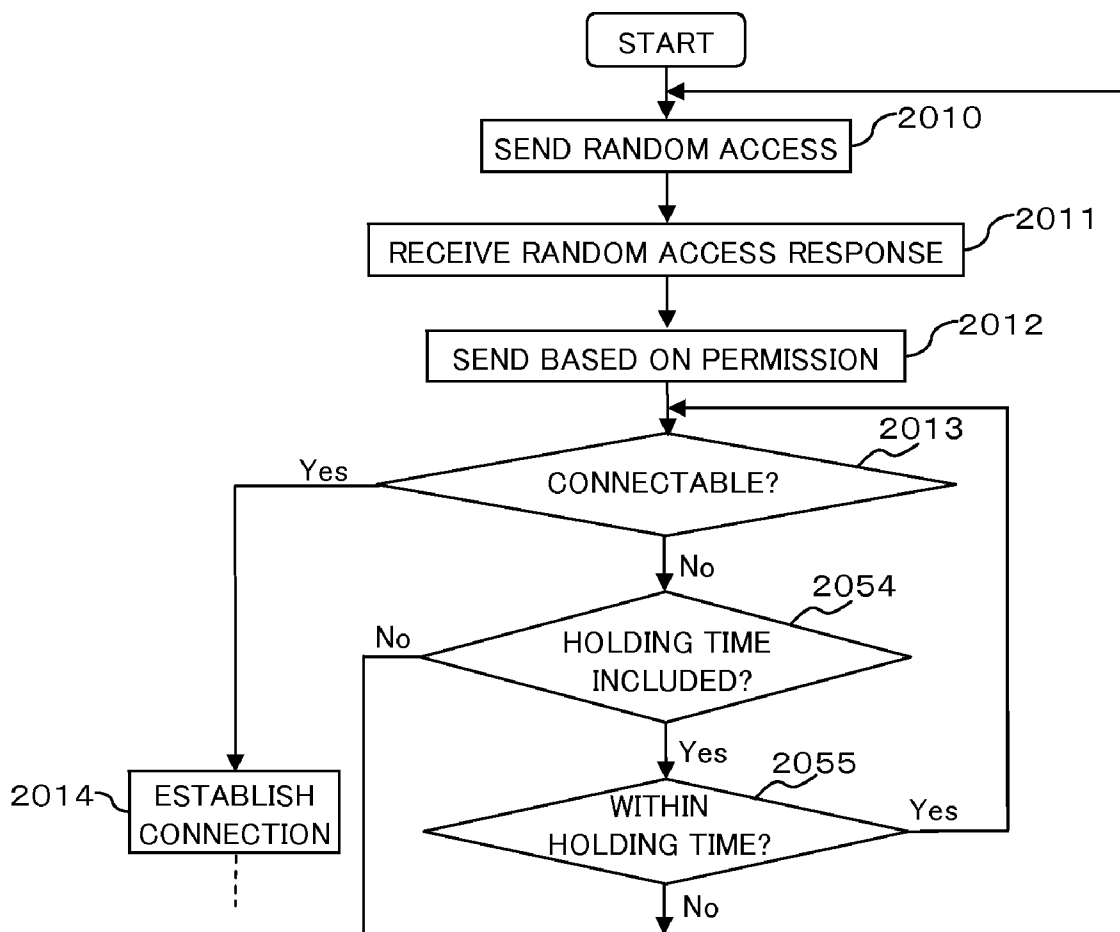 START
2010
SEND RANDOM ACCESS
2011
RECEIVE RANDOM ACCESS RESPONSE
2012
SEND BASED ON PERMISSION
2013
Yes
CONNECTABLE?
No
2054
No
HOLDING TIME
INCLUDED?
Yes
2055
2014
ESTABLISH
CONNECTION
WITHIN
HOLDING TIME?
Yes
No